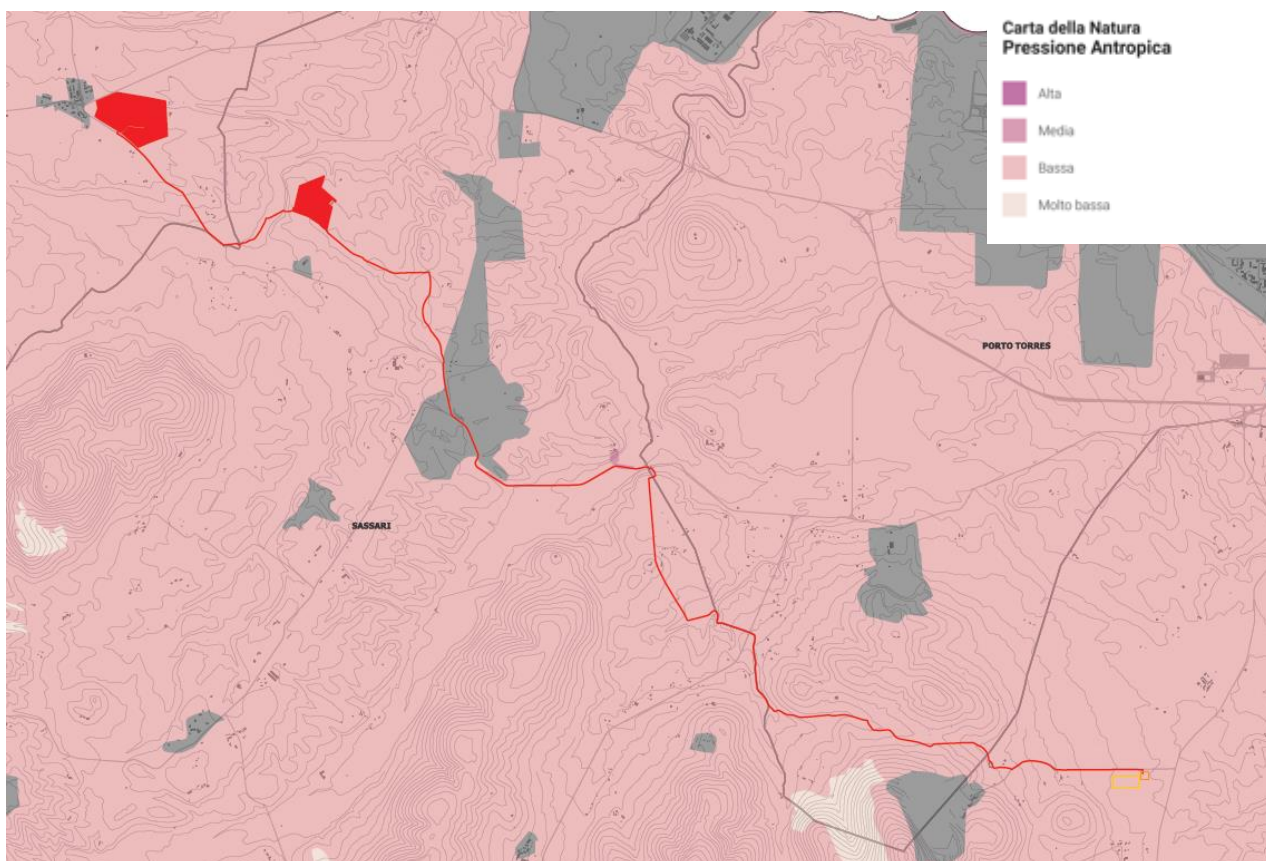 Carta della Natura
Pressione Antropica
Alta
Media
Bassa
Molto bassa
PORTO TORRES
SASSARI